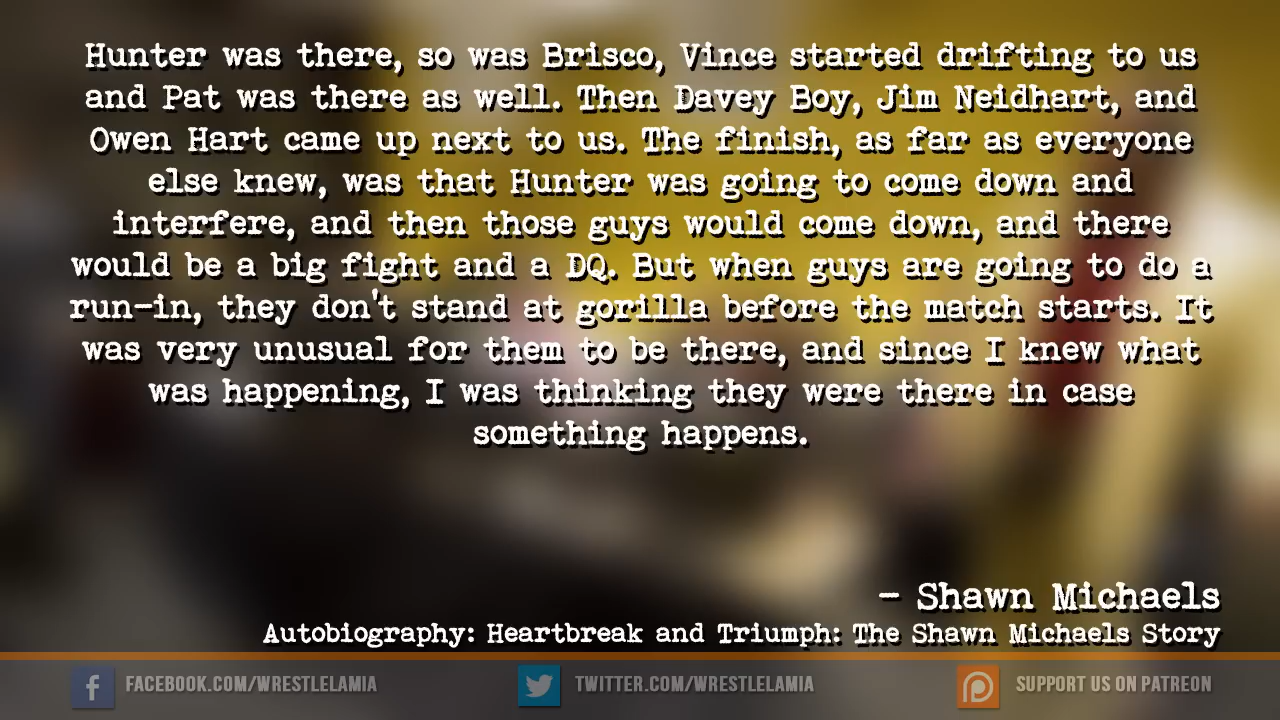 Hunter was there, so was Brisco, Vince started drifting to us
and Pat was there as well. Then Davey Boy, Jim Neidhart, and
Owen Hart came up next to us. The finish, as far as everyone
else knew, was that Hunter was going to come down and
interfere, and then those guys would come down, and there
would be a big fight and a DQ. But when guys are going to do a
run-in, they don't stand at gorilla before the match starts. It
was very unusual for them to be there, and since I knew what
was happening, I was thinking they were there in case
something happens.
- Shawn Michaels
Autobiography: Heartbreak and Triumph: The Shawn Michaels Story
f FACEBOOK.COM/WRESTLELAMIA TWITTER.COM/WRESTLELAMIA SUPPORT US ON PATREON